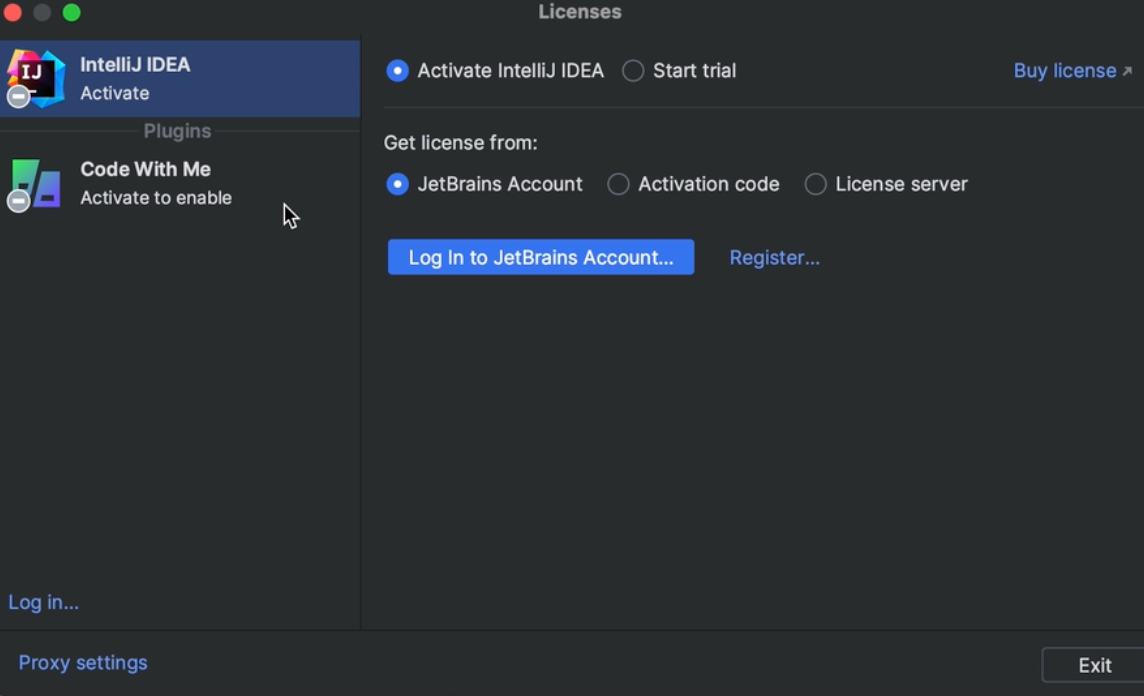 Licenses
IJ
IntelliJ IDEA
Activate
Plugins
Code With Me
Activate to enable
Log in...
Activate IntelliJ IDEA Start trial Buy license ↗
Get license from:
JetBrains Account Activation code License server
Log In to JetBrains Account... Register...
Proxy settings
Exit